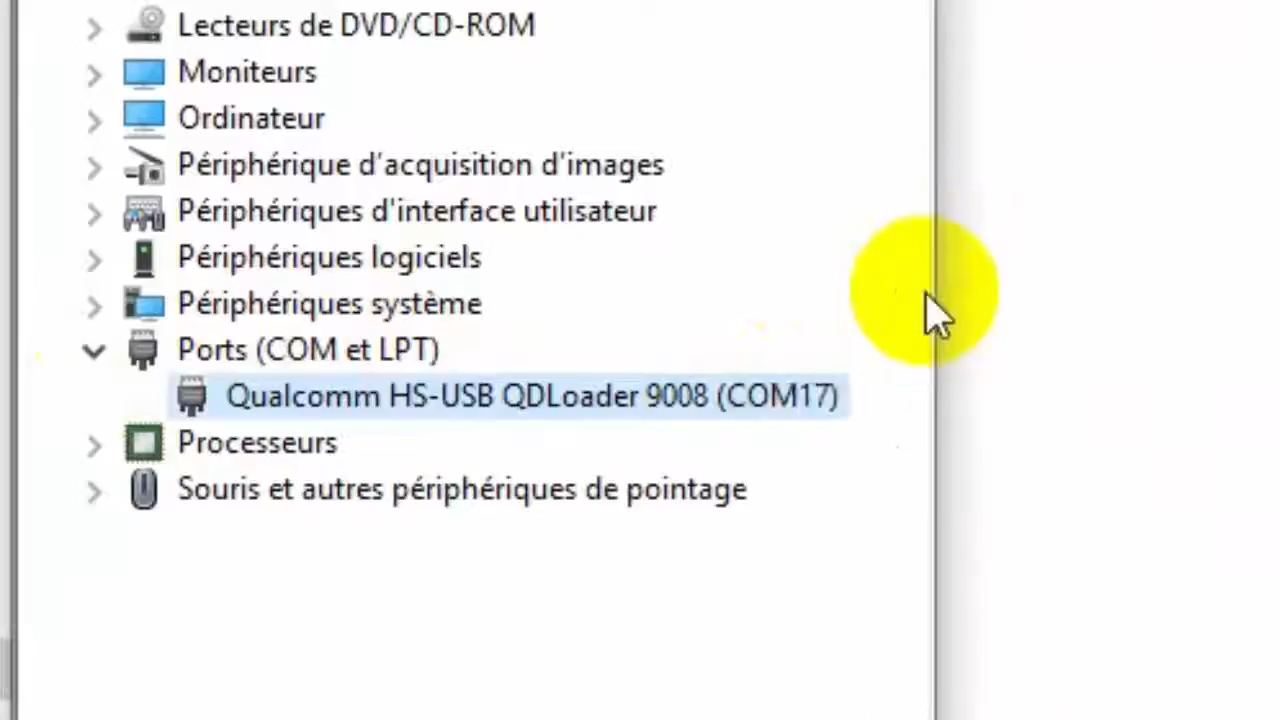 Lecteurs de DVD/CD-ROM
Moniteurs
Ordinateur
Périphérique d'acquisition d'images
Périphériques d'interface utilisateur
Périphériques logiciels
Périphériques système
Ports (COM et LPT)
Qualcomm HS-USB QDLoader 9008 (COM17)
Processeurs
Souris et autres périphériques de pointage